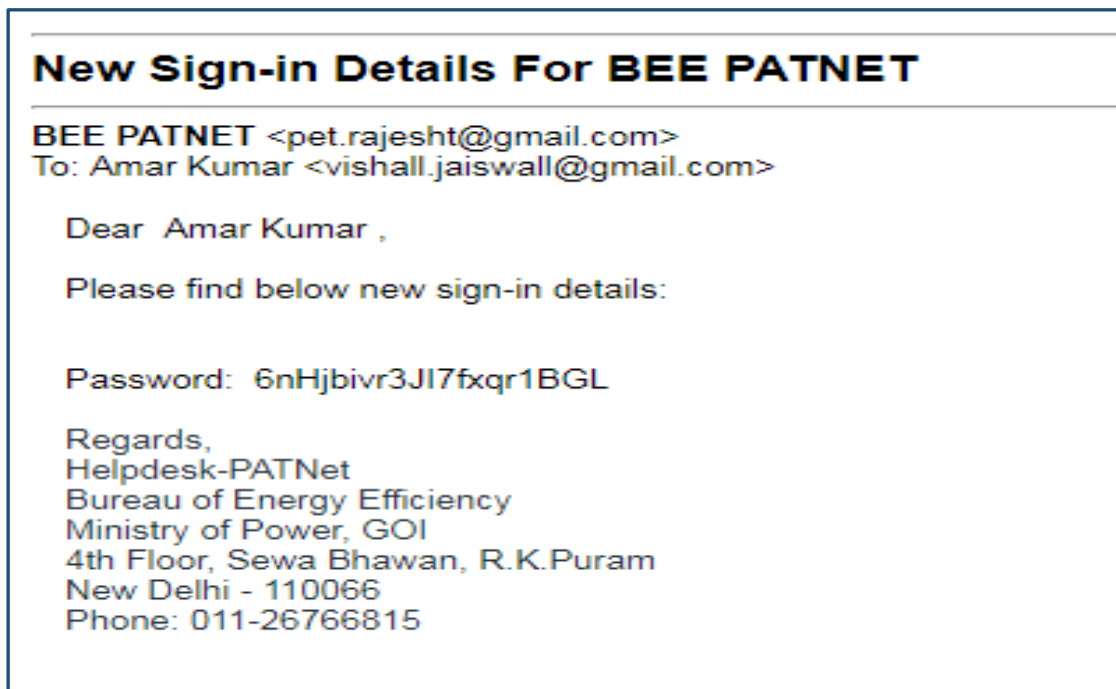 New Sign-in Details For BEE PATNET
BEE PATNET <pet.rajesht@gmail.com>
To: Amar Kumar <vishall.jaiswall@gmail.com>
Dear  Amar Kumar ,
Please find below new sign-in details:
Password:  6nHjbivr3JI7fxqr1BGL
Regards,
Helpdesk-PATNet
Bureau of Energy Efficiency
Ministry of Power, GOI
4th Floor, Sewa Bhawan, R.K.Puram
New Delhi - 110066
Phone: 011-26766815